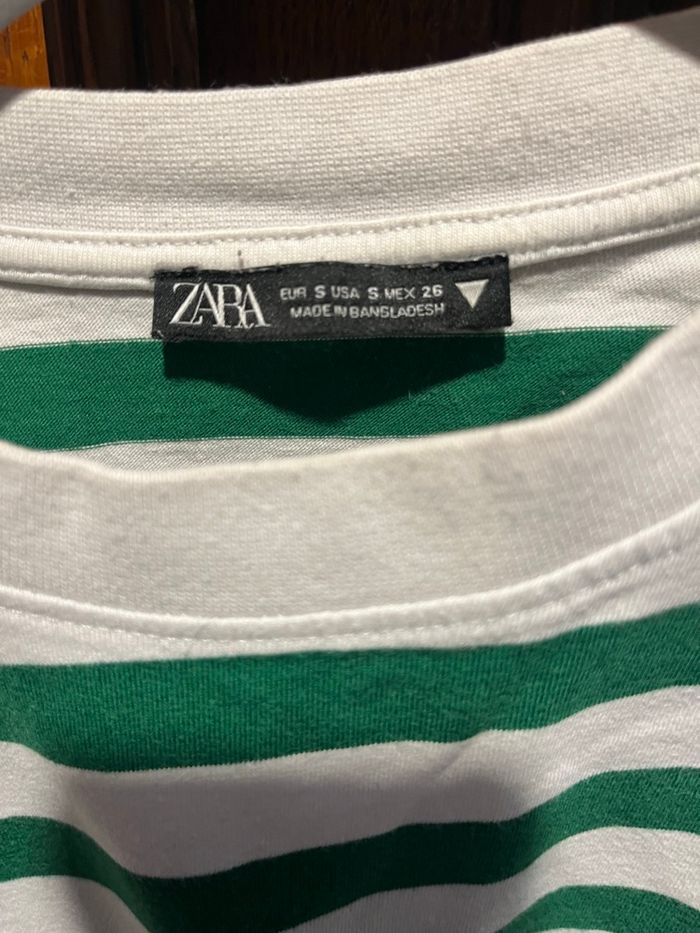 ZARA
EUR S USA S MEX 26
MADE IN BANGLADESH